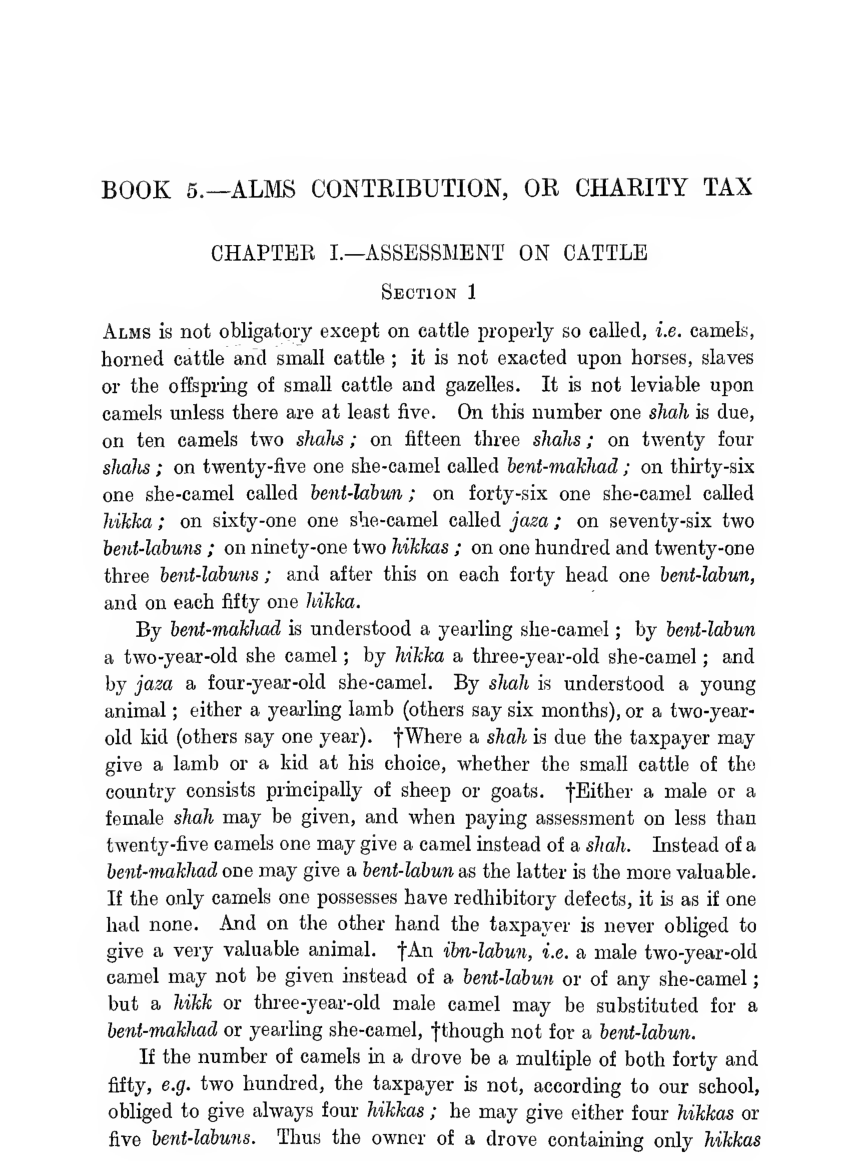 BOOK 5.—ALMS CONTRIBUTION, OR CHARITY TAX
CHAPTER I.—ASSESSMENT ON CATTLE
SECTION 1
ALMS is not obligatory except on cattle properly so called, i.e. camels,
horned cattle and small cattle; it is not exacted upon horses, slaves
or the offspring of small cattle and gazelles. It is not leviable upon
camels unless there are at least five. On this number one shah is due,
on ten camels two shahs; on fifteen three shahs; on twenty four
shahs; on twenty-five one she-camel called bent-makhad; on thirty-six
one she-camel called bent-labun; on forty-six one she-camel called
hikka; on sixty-one one she-camel called jaza; on seventy-six two
bent-labuns; on ninety-one two hikkas; on one hundred and twenty-one
three bent-labuns; and after this on each forty head one bent-labun,
and on each fifty one hikka.
By bent-makhad is understood a yearling she-camel; by bent-labun
a two-year-old she camel; by hikka a three-year-old she-camel; and
by jaza a four-year-old she-camel. By shah is understood a young
animal; either a yearling lamb (others say six months), or a two-year-
old kid (others say one year). †Where a shah is due the taxpayer may
give a lamb or a kid at his choice, whether the small cattle of the
country consists principally of sheep or goats. †Either a male or a
female shah may be given, and when paying assessment on less than
twenty-five camels one may give a camel instead of a shah. Instead of a
bent-makhad one may give a bent-labun as the latter is the more valuable.
If the only camels one possesses have redhibitory defects, it is as if one
had none. And on the other hand the taxpayer is never obliged to
give a very valuable animal. †An ibn-labun, i.e. a male two-year-old
camel may not be given instead of a bent-labun or of any she-camel;
but a hikk or three-year-old male camel may be substituted for a
bent-makhad or yearling she-camel, †though not for a bent-labun.
If the number of camels in a drove be a multiple of both forty and
fifty, e.g. two hundred, the taxpayer is not, according to our school,
obliged to give always four hikkas; he may give either four hikkas or
five bent-labuns. Thus the owner of a drove containing only hikkas